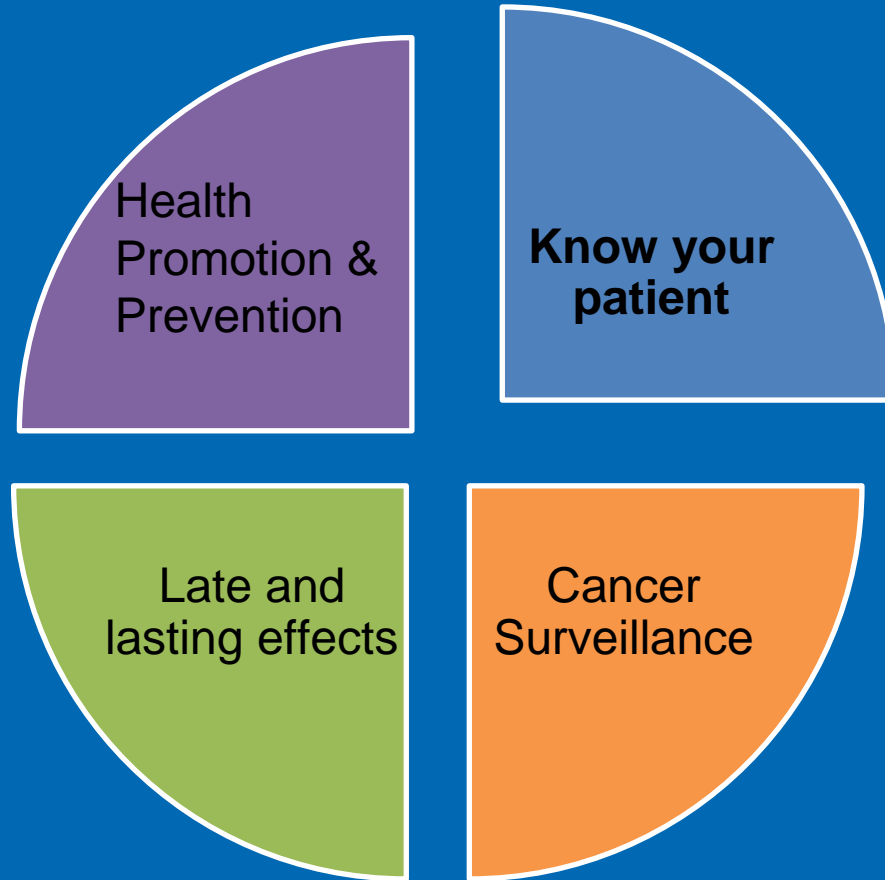 Health
Promotion &
Prevention
Know your
patient
Late and
lasting effects
Cancer
Surveillance